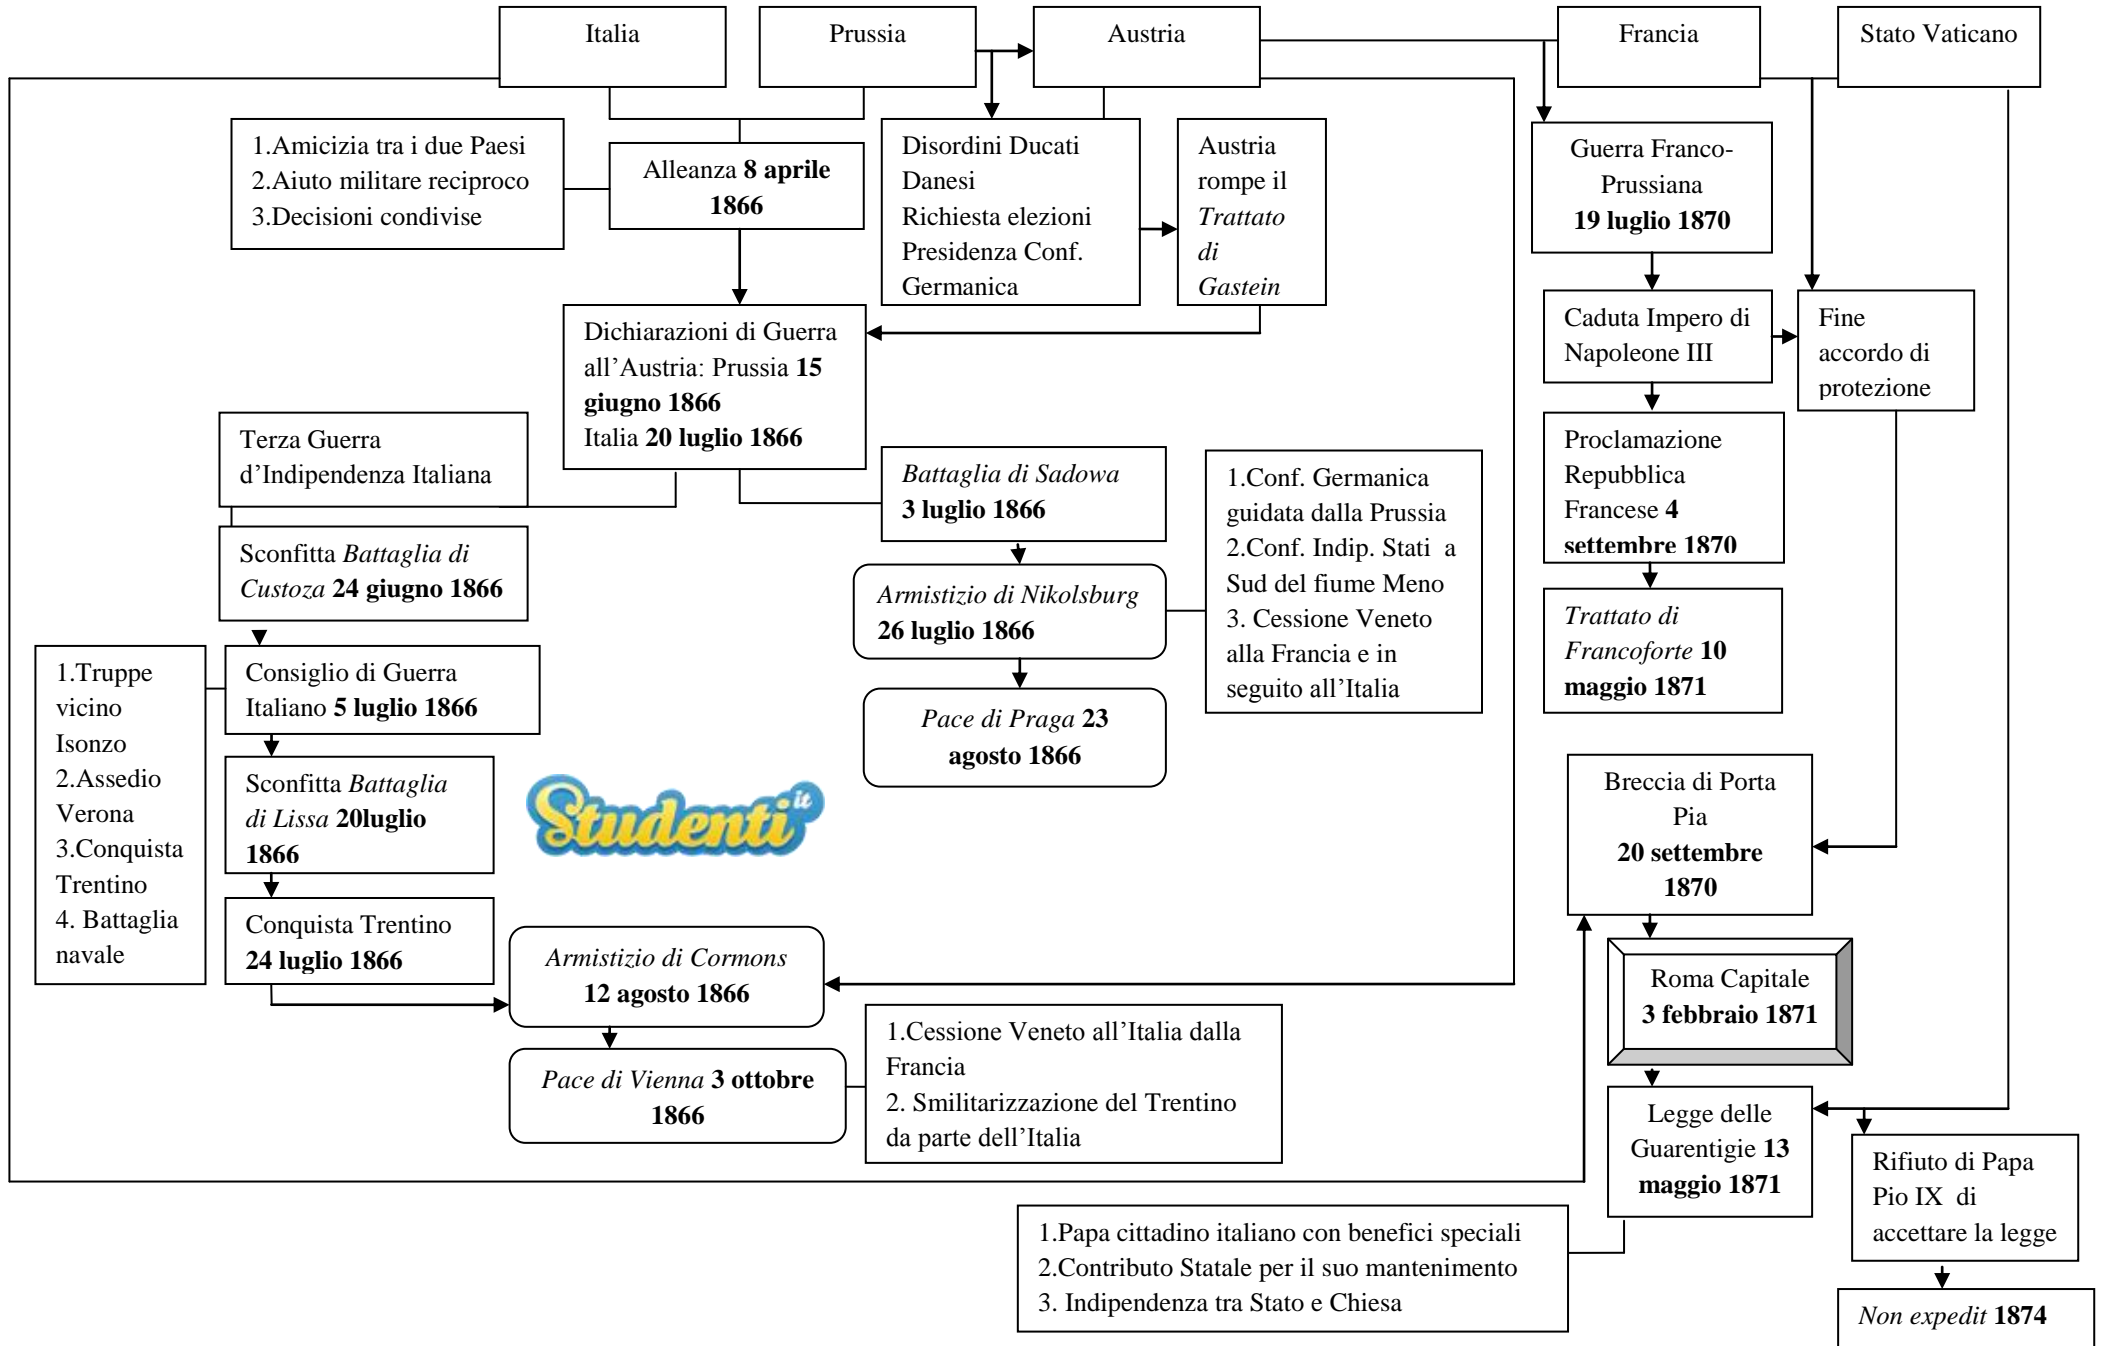 Italia
Prussia
Austria
Francia
Stato Vaticano
1.Amicizia tra i due Paesi
2.Aiuto militare reciproco
3.Decisioni condivise
Alleanza 8 aprile
1866
Disordini Ducati
Danesi
Richiesta elezioni
Presidenza Conf.
Germanica
Austria
rompe il
Trattato
di
Gastein
Guerra Franco-
Prussiana
19 luglio 1870
Dichiarazioni di Guerra
all’Austria: Prussia 15
giugno 1866
Italia 20 luglio 1866
Caduta Impero di
Napoleone III
Fine
accordo di
protezione
Terza Guerra
d’Indipendenza Italiana
Battaglia di Sadowa
3 luglio 1866
1.Conf. Germanica
guidata dalla Prussia
2.Conf. Indip. Stati a
Sud del fiume Meno
3. Cessione Veneto
alla Francia e in
seguito all’Italia
Proclamazione
Repubblica
Francese 4
settembre 1870
Sconfitta Battaglia di
Custoza 24 giugno 1866
Armistizio di Nikolsburg
26 luglio 1866
Trattato di
Francoforte 10
maggio 1871
1.Truppe
vicino
Isonzo
2.Assedio
Verona
3.Conquista
Trentino
4. Battaglia
navale
Consiglio di Guerra
Italiano 5 luglio 1866
Pace di Praga 23
agosto 1866
Sconfitta Battaglia
di Lissa 20luglio
1866
Studenti.it
Breccia di Porta
Pia
20 settembre
1870
Conquista Trentino
24 luglio 1866
Armistizio di Cormons
12 agosto 1866
Roma Capitale
3 febbraio 1871
Pace di Vienna 3 ottobre
1866
1.Cessione Veneto all’Italia dalla
Francia
2. Smilitarizzazione del Trentino
da parte dell’Italia
Legge delle
Guarentigie 13
maggio 1871
Rifiuto di Papa
Pio IX di
accettare la legge
1.Papa cittadino italiano con benefici speciali
2.Contributo Statale per il suo mantenimento
3. Indipendenza tra Stato e Chiesa
Non expedit 1874